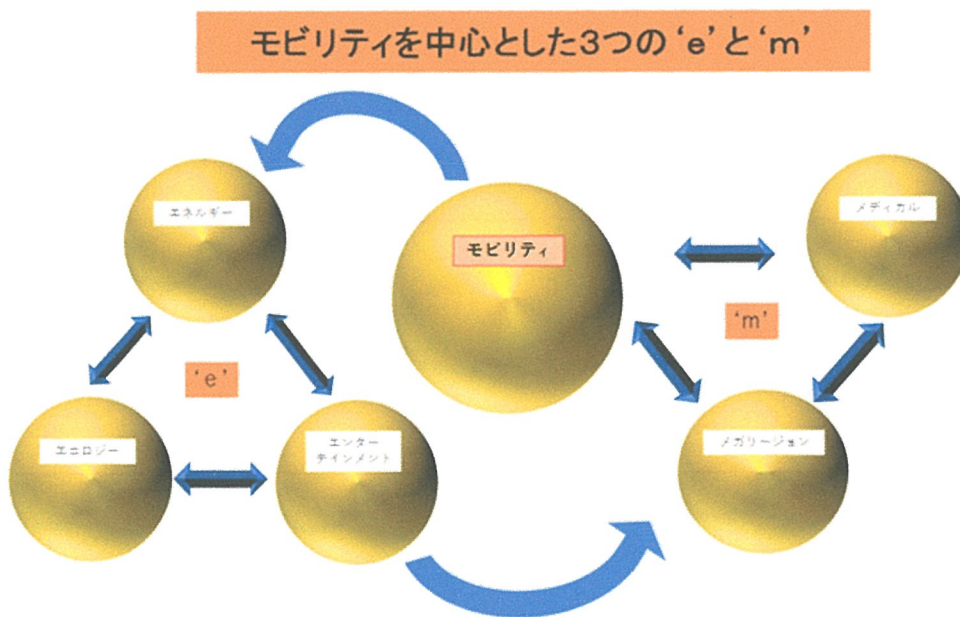 モビリティを中心とした3つの‘e’と‘m’
エネルギー
モビリティ
メディカル
‘m’
‘e’
エコロジー
エンター
テインメント
メガリージョン